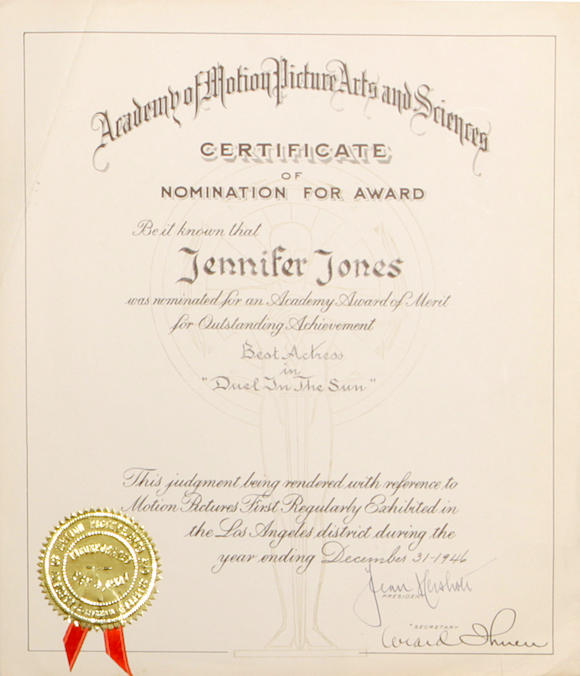 Academy of Motion Picture Arts and Sciences
CERTIFICATE
OF
NOMINATION FOR AWARD
Be it known that
Jennifer Jones
was nominated for an Academy Award of Merit
for Outstanding Achievement
Best Actress
in
"Duel In The Sun"
This judgment being rendered with reference to
Motion Pictures First Regularly Exhibited in
the Los Angeles district during the
year ending December 31-1946
Jean Hersholt
PRESIDENT
SECRETARY